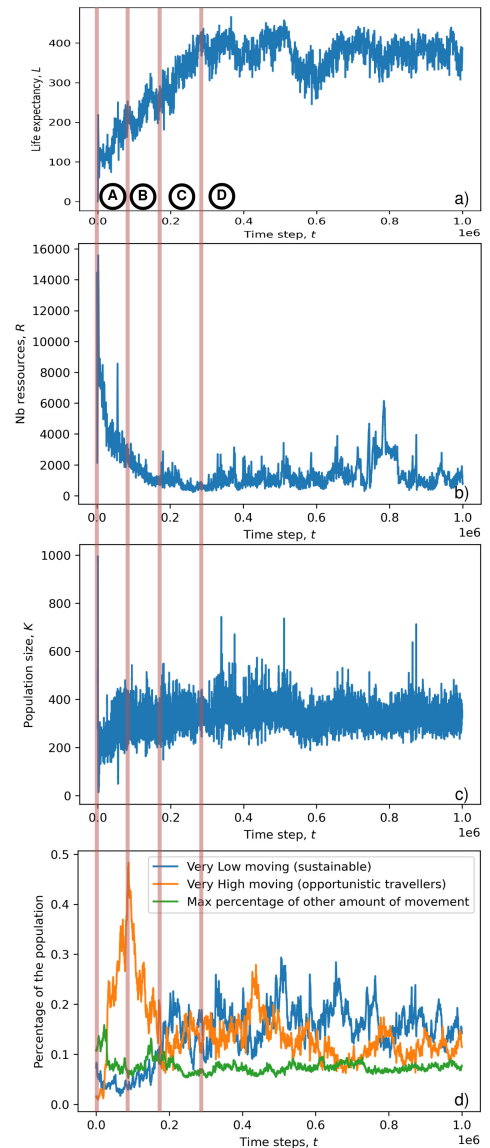 400
300
200
100
0
Life expectancy, L
A B C D
a)
0.0 0.2 0.4 0.6 0.8 1.0
Time step, t
1e6
16000
14000
12000
10000
8000
6000
4000
2000
0
Nb ressources, R
b)
0.0 0.2 0.4 0.6 0.8 1.0
Time step, t
1e6
1000
800
600
400
200
0
Population size, K
c)
0.0 0.2 0.4 0.6 0.8 1.0
Time step, t
1e6
0.5
0.4
0.3
0.2
0.1
0.0
Percentage of the population
Very Low moving (sustainable)
Very High moving (opportunistic travellers)
Max percentage of other amount of movement
d)
0.0 0.2 0.4 0.6 0.8 1.0
Time steps, t
1e6